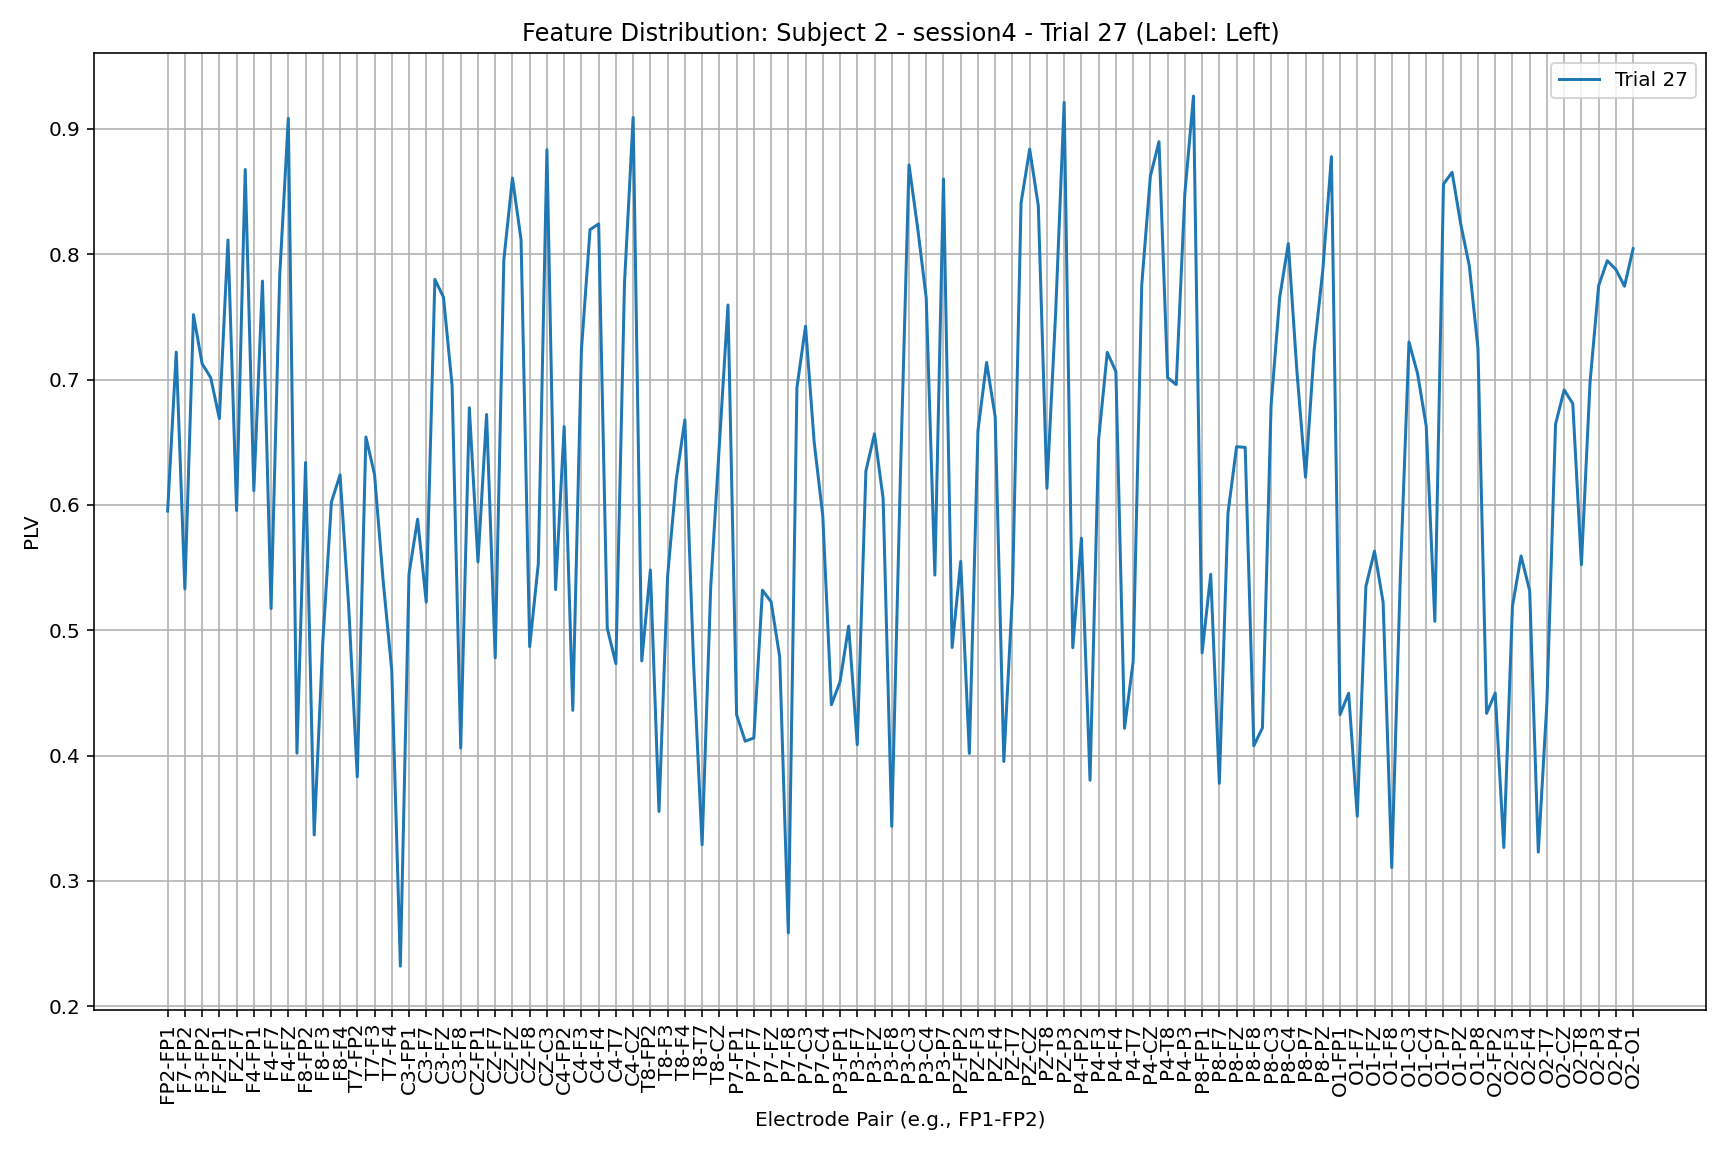 Feature Distribution: Subject 2 - session4 - Trial 27 (Label: Left)
Trial 27
PLV
0.9
0.8
0.7
0.6
0.5
0.4
0.3
0.2
FP2-FP1
F7-FP2
F3-FP2
FZ-FP1
FZ-F7
F4-FP1
F4-F7
F4-FZ
F8-FP2
F8-F3
F8-F4
T7-FP2
T7-F3
T7-F4
C3-FP1
C3-F7
C3-FZ
C3-F8
CZ-FP1
CZ-F7
CZ-FZ
CZ-F8
CZ-C3
C4-FP2
C4-F3
C4-F4
C4-T7
C4-CZ
T8-FP2
T8-F3
T8-F4
T8-T7
T8-CZ
P7-FP1
P7-F7
P7-FZ
P7-F8
P7-C3
P7-C4
P3-FP1
P3-F7
P3-FZ
P3-F8
P3-C3
P3-C4
P3-P7
PZ-FP2
PZ-F3
PZ-F4
PZ-T7
PZ-CZ
PZ-T8
PZ-P3
P4-FP2
P4-F3
P4-F4
P4-T7
P4-CZ
P4-T8
P4-P3
P8-FP1
P8-F7
P8-FZ
P8-F8
P8-C3
P8-C4
P8-P7
P8-PZ
O1-FP1
O1-F7
O1-FZ
O1-F8
O1-C3
O1-C4
O1-P7
O1-PZ
O1-P8
O2-FP2
O2-F3
O2-F4
O2-T7
O2-CZ
O2-T8
O2-P3
O2-P4
O2-O1
Electrode Pair (e.g., FP1-FP2)